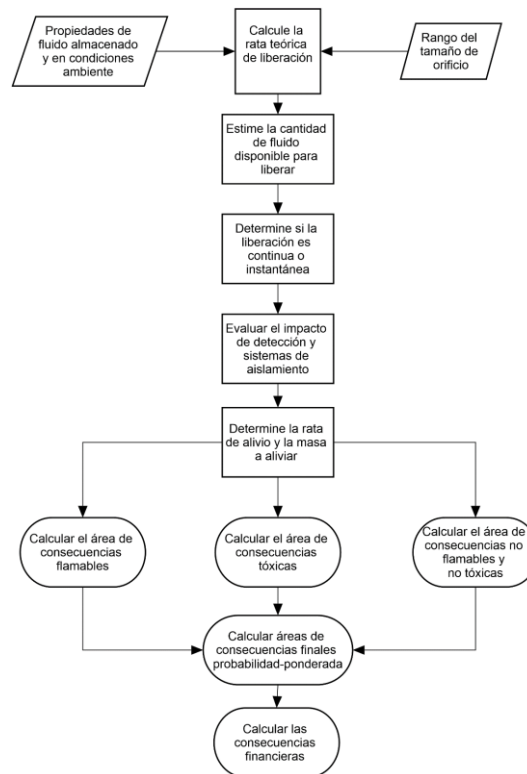 Propiedades de
fluido almacenado
y en condiciones
ambiente
Calcule la
rata teórica
de liberación
Rango del
tamaño de
orificio
Estime la cantidad
de fluido
disponible para
liberar
Determine si la
liberación es
continua o
instantánea
Evaluar el impacto
de detección y
sistemas de
aislamiento
Determine la rata
de alivio y la masa
a aliviar
Calcular el área de
consecuencias
flamables
Calcular el área de
consecuencias
tóxicas
Calcular el área de
consecuencias no
flamables y
no tóxicas
Calcular áreas de
consecuencias finales
probabilidad-ponderada
Calcular las
consecuencias
financieras